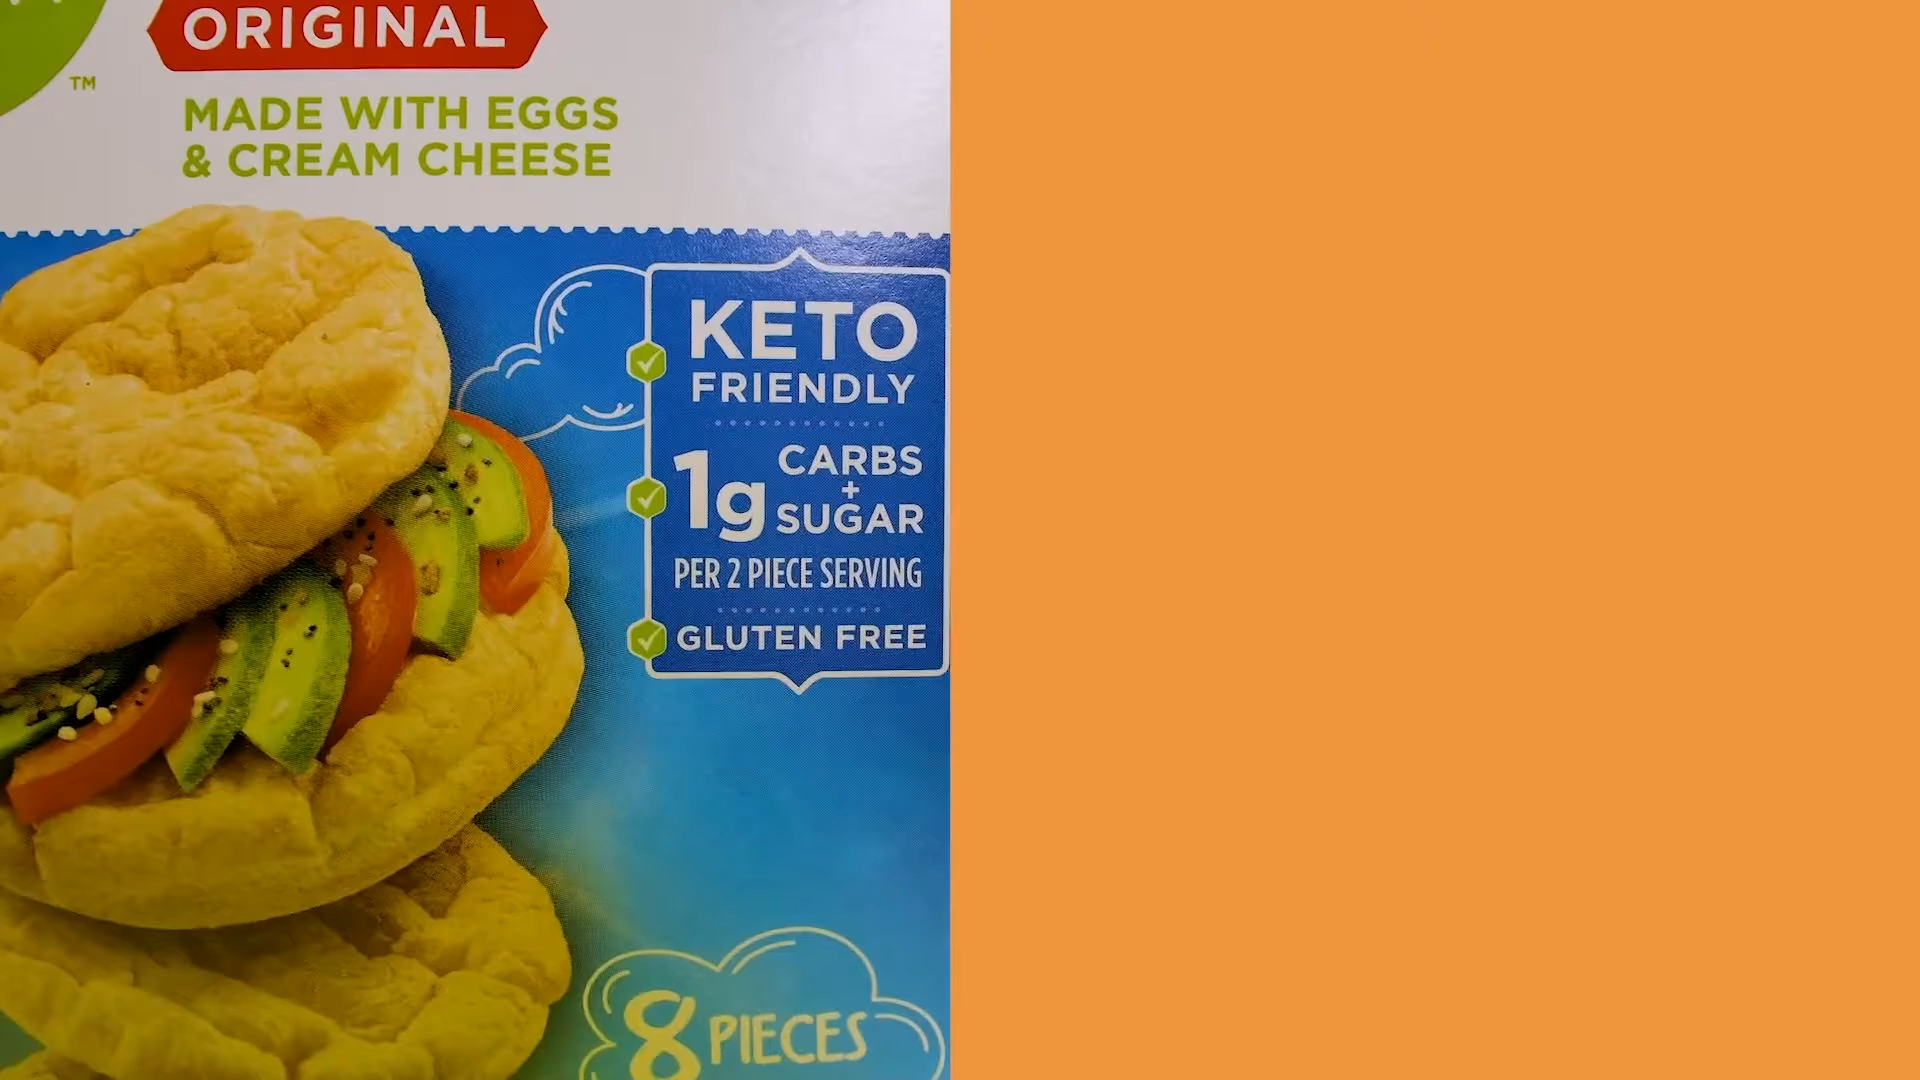 ORIGINAL
TM
MADE WITH EGGS
& CREAM CHEESE
KETO
FRIENDLY
1g CARBS
+
SUGAR
PER 2 PIECE SERVING
GLUTEN FREE
8 PIECES